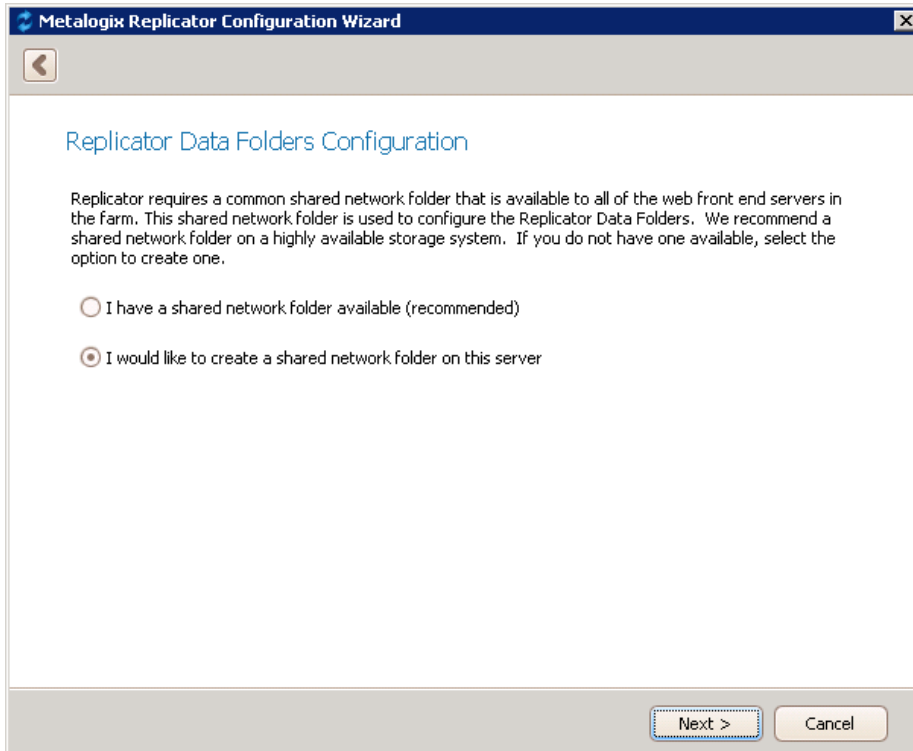 Metalogix Replicator Configuration Wizard
Replicator Data Folders Configuration
Replicator requires a common shared network folder that is available to all of the web front end servers in
the farm. This shared network folder is used to configure the Replicator Data Folders.  We recommend a
shared network folder on a highly available storage system.  If you do not have one available, select the
option to create one.
I have a shared network folder available (recommended)
I would like to create a shared network folder on this server
Next >
Cancel